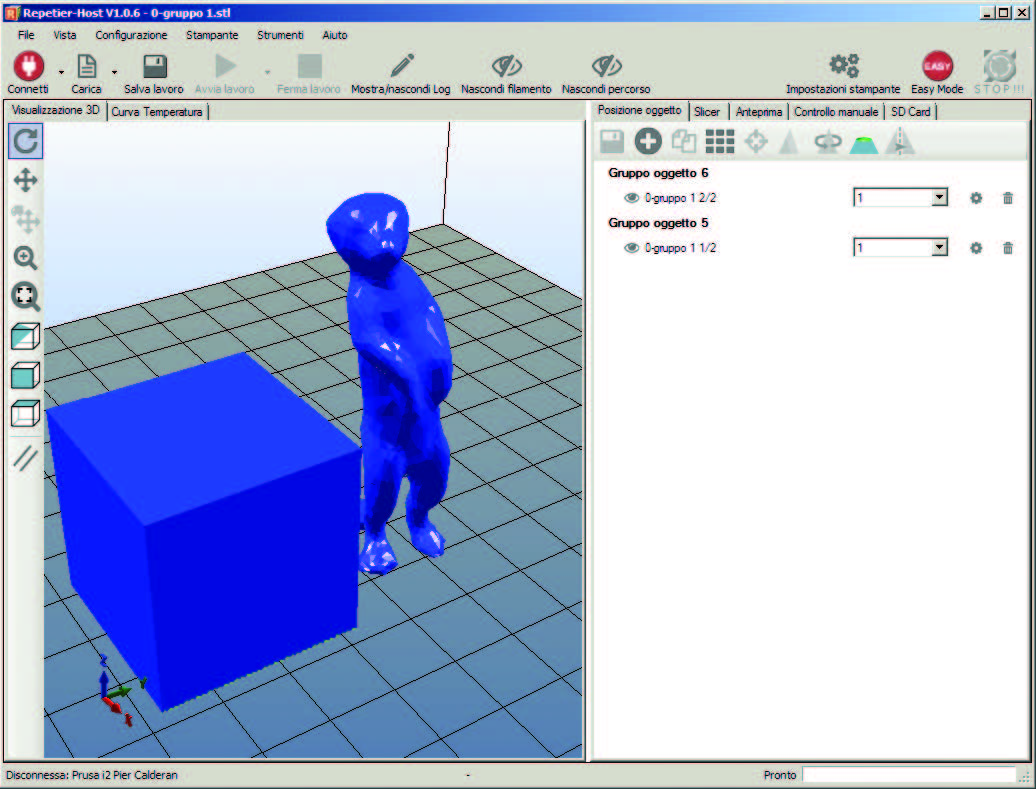 Repetier-Host V1.0.6 - 0-gruppo 1.stl
File Vista Configurazione Stampante Strumenti Aiuto
EASY
Connetti Carica Salva lavoro Avvia lavoro Ferma lavoro Mostra/nascondi Log Nascondi filamento Nascondi percorso Impostazioni stampante Easy Mode STOP!!!
Visualizzazione 3D Curva Temperatura
Posizione oggetto Slicer Anteprima Controllo manuale SD Card
Gruppo oggetto 6
0-gruppo 1 2/2 1
Gruppo oggetto 5
0-gruppo 1 1/2 1
Z
Y
X
Disconnessa: Prusa i2 Pier Calderan - Pronto